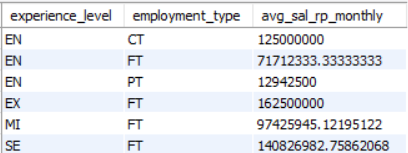 experience_level employment_type avg_sal_rp_monthly
EN CT 125000000
EN FT 71712333.33333333
EN PT 12942500
EX FT 162500000
MI FT 97425945.12195122
SE FT 140826982.75862068